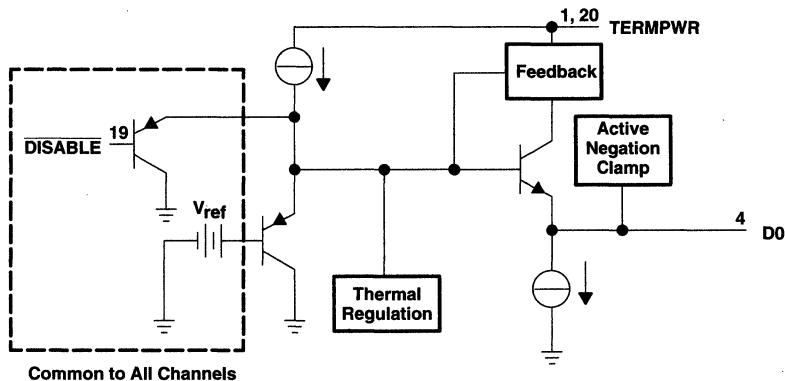 1, 20
TERMPWR
Feedback
19
DISABLE
Active
Negation
Clamp
Vref
4
D0
Thermal
Regulation
Common to All Channels